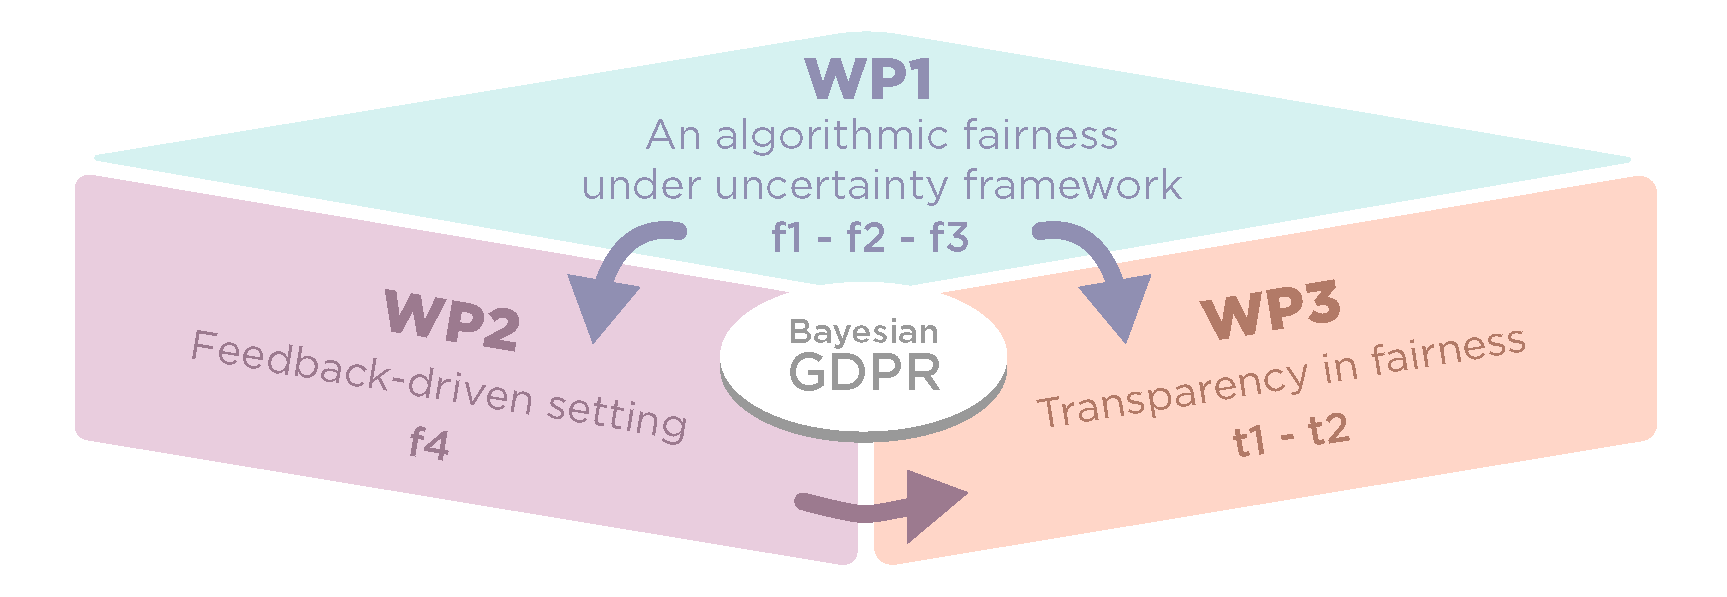 WP1
An algorithmic fairness
under uncertainty framework
f1 - f2 - f3
WP2
Feedback-driven setting
f4
Bayesian
GDPR
WP3
Transparency in fairness
t1 - t2